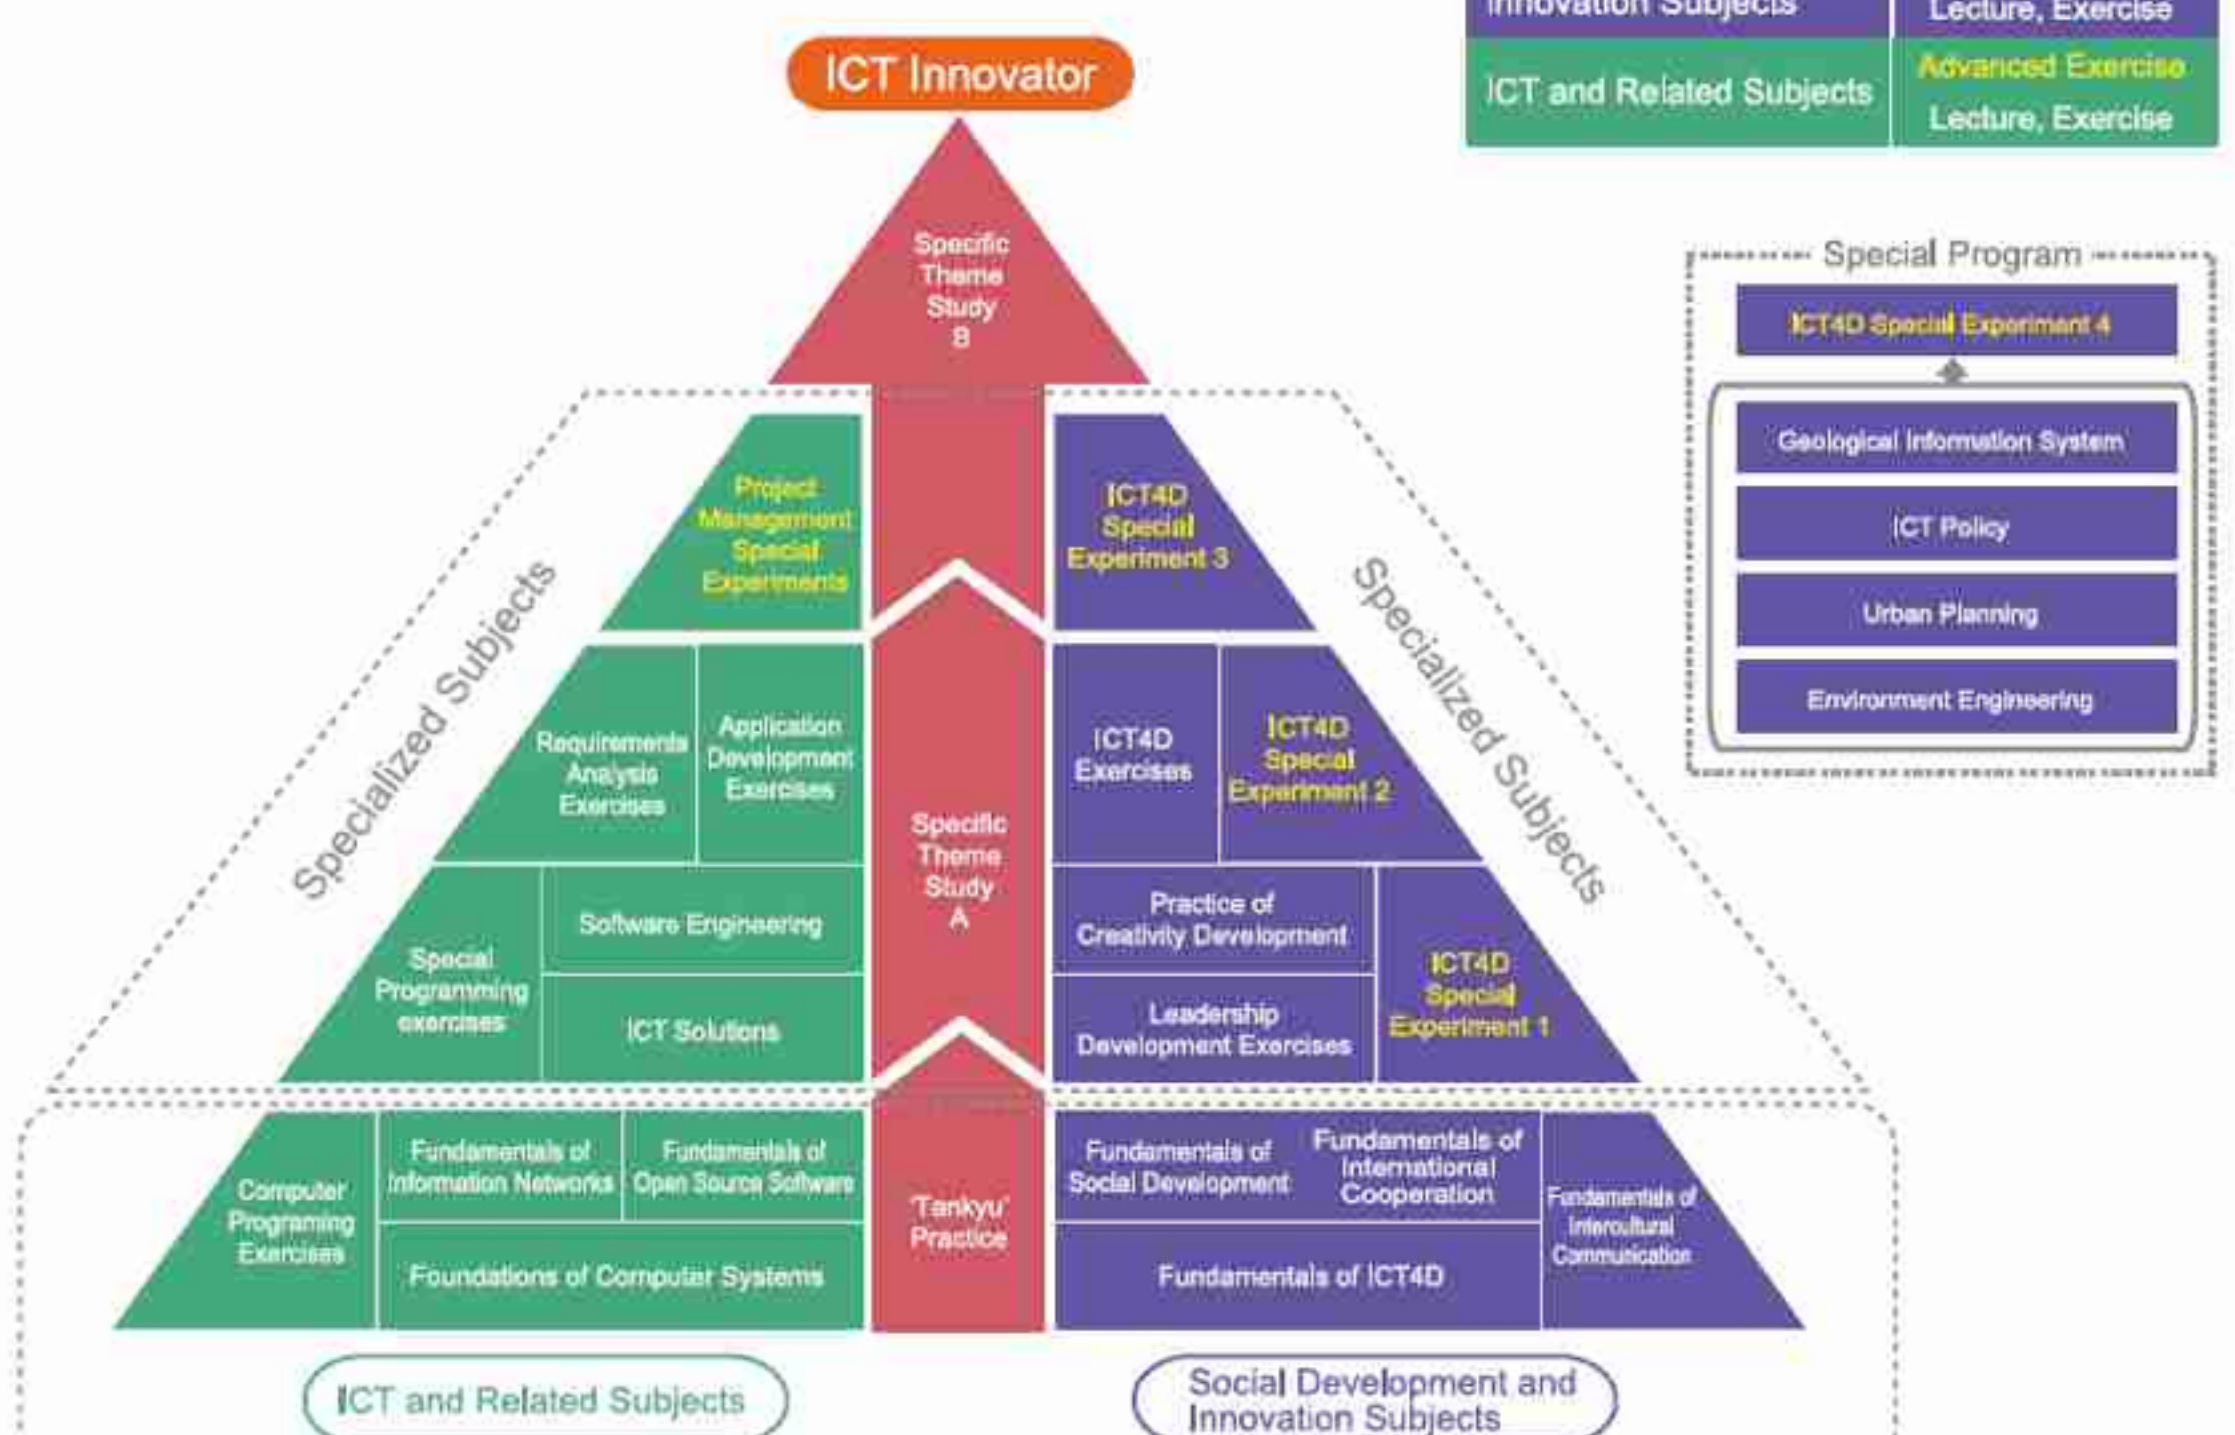 Innovation Subjects
Lecture, Exercise
ICT and Related Subjects
Advanced Exercise
Lecture, Exercise
ICT Innovator
Specific
Theme
Study
B
Special Program
ICT4D Special Experiment 4
Geological Information System
ICT Policy
Urban Planning
Environment Engineering
Specialized Subjects
Project
Management
Special
Experiments
ICT4D
Special
Experiment 3
Specialized Subjects
Requirements
Analysis
Exercises
Application
Development
Exercises
Specific
Theme
Study
A
ICT4D
Exercises
ICT4D
Special
Experiment 2
Special
Programming
exercises
Software Engineering
ICT Solutions
Practice of
Creativity Development
Leadership
Development Exercises
ICT4D
Special
Experiment 1
Computer
Programing
Exercises
Fundamentals of
Information Networks
Fundamentals of
Open Source Software
Foundations of Computer Systems
'Tankyu'
Practice
Fundamentals of
Social Development
Fundamentals of
International
Cooperation
Fundamentals of ICT4D
Fundamentals of
Intercultural
Communication
ICT and Related Subjects
Social Development and
Innovation Subjects